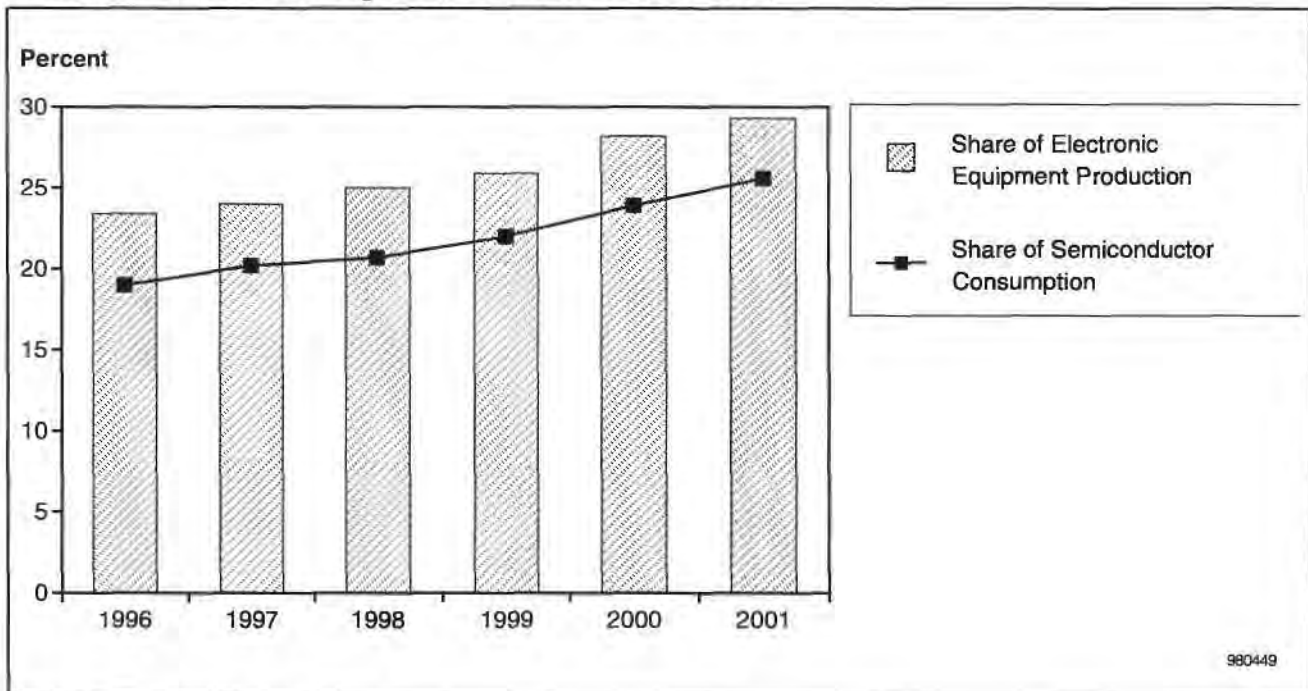 Percent
30
25
20
15
10
5
0
1996 1997 1998 1999 2000 2001
Share of Electronic
Equipment Production
Share of Semiconductor
Consumption
980449